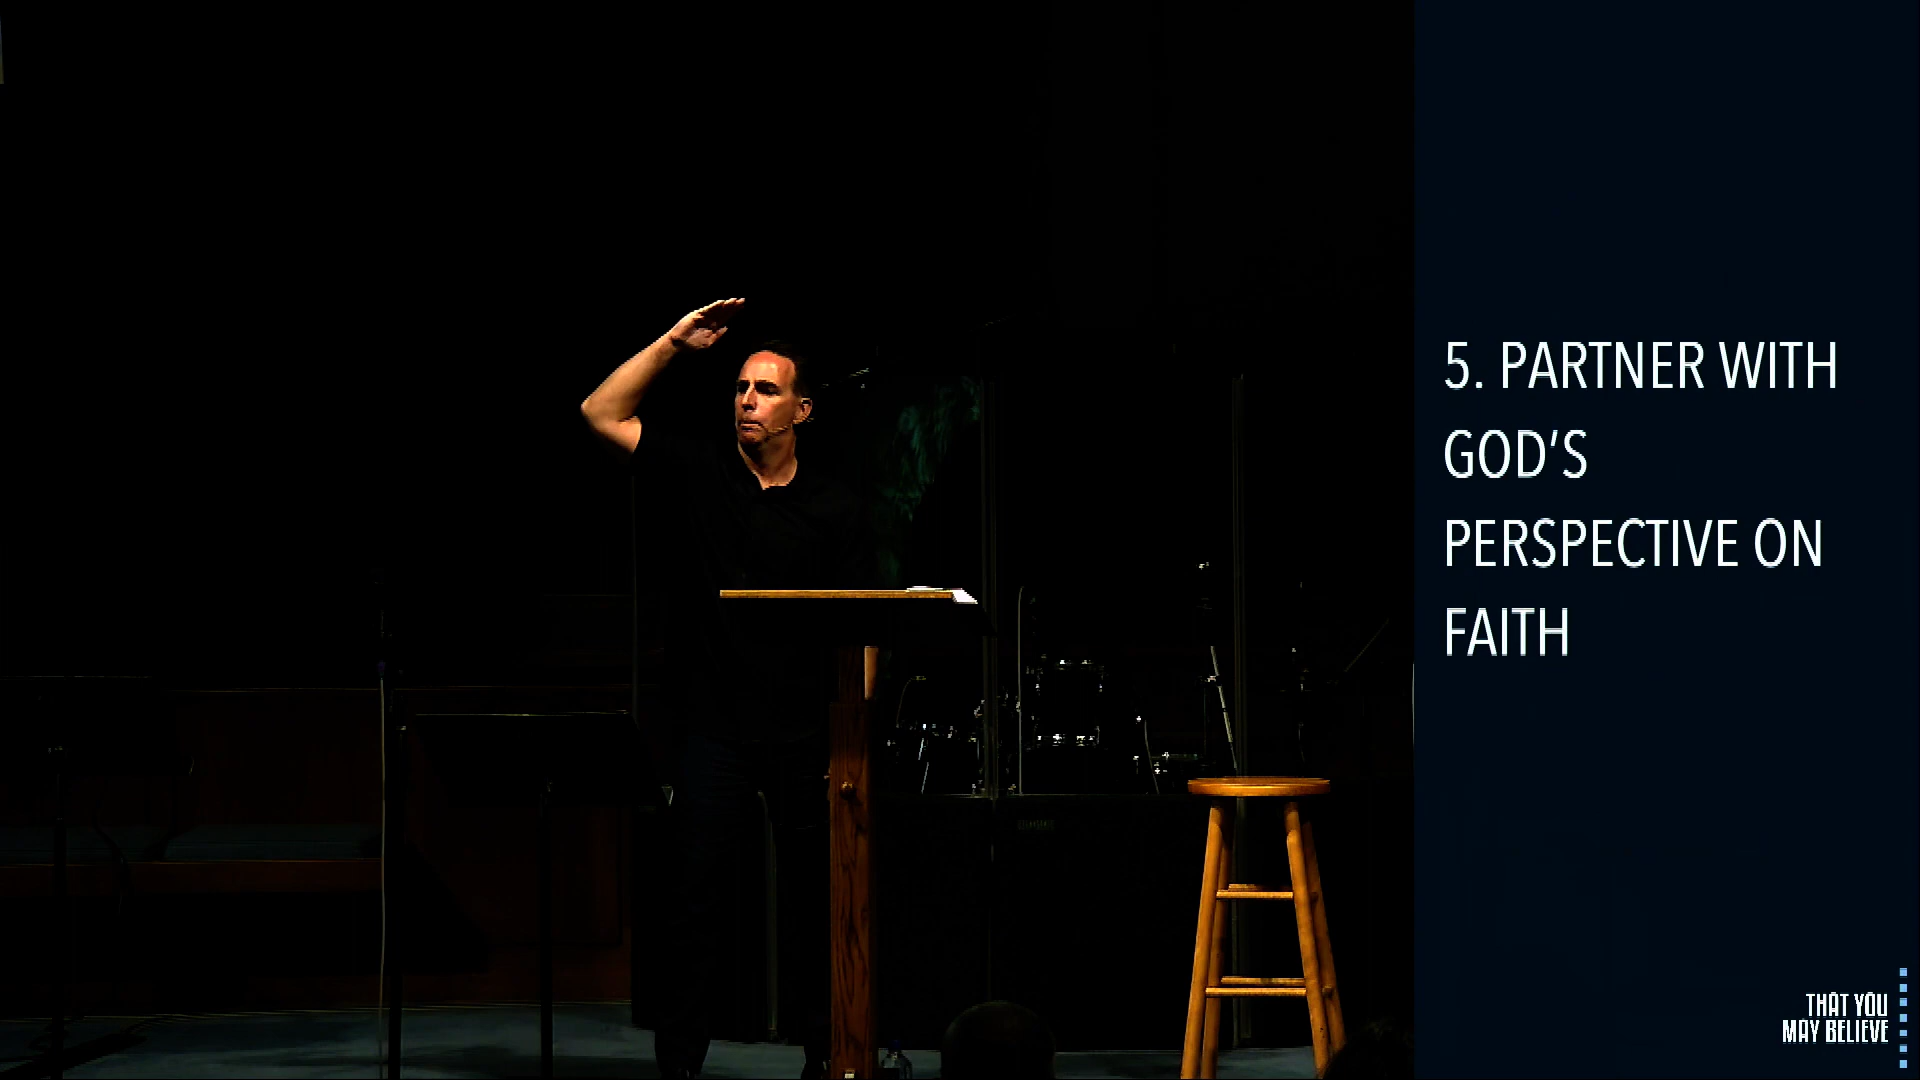 5. PARTNER WITH
GOD'S
PERSPECTIVE ON
FAITH
THAT YOU
MAY BELIEVE